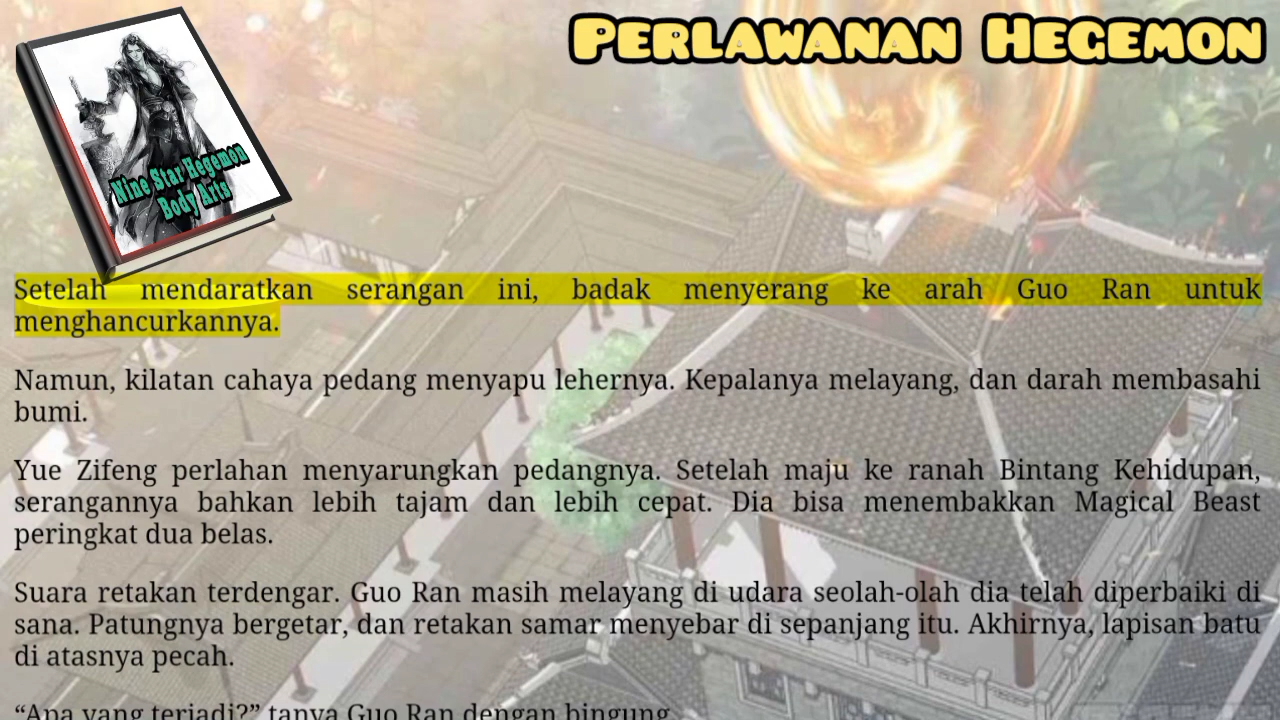 Perlawanan Hegemon
Nine Star Hegemon
Body Arts
Setelah mendaratkan serangan ini, badak menyerang ke arah Guo Ran untuk
menghancurkannya.
Namun, kilatan cahaya pedang menyapu lehernya. Kepalanya melayang, dan darah membasahi
bumi.
Yue Zifeng perlahan menyarungkan pedangnya. Setelah maju ke ranah Bintang Kehidupan,
serangannya bahkan lebih tajam dan lebih cepat. Dia bisa menembakkan Magical Beast
peringkat dua belas.
Suara retakan terdengar. Guo Ran masih melayang di udara seolah-olah dia telah diperbaiki di
sana. Patungnya bergetar, dan retakan samar menyebar di sepanjang itu. Akhirnya, lapisan batu
di atasnya pecah.
“Apa yang terjadi?” tanya Guo Ran dengan bingung.